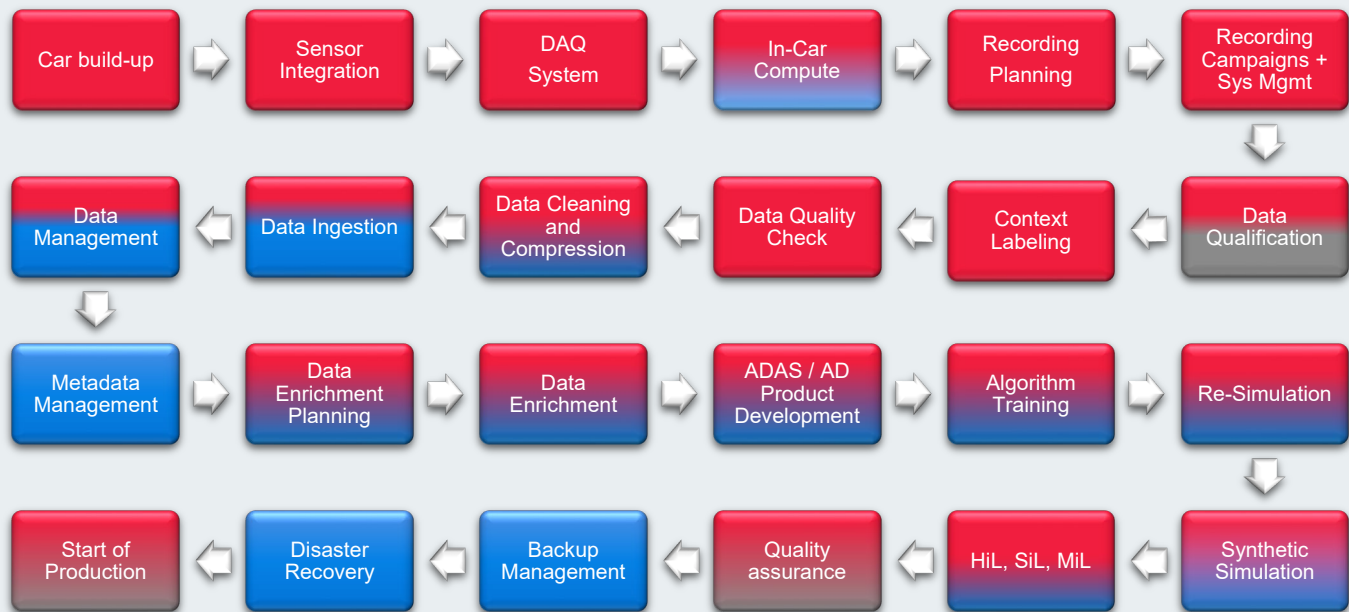 Car build-up
Sensor
Integration
DAQ
System
In-Car
Compute
Recording
Planning
Recording
Campaigns +
Sys Mgmt
Data
Management
Data Ingestion
Data Cleaning
and
Compression
Data Quality
Check
Context
Labeling
Data
Qualification
Metadata
Management
Data
Enrichment
Planning
Data
Enrichment
ADAS / AD
Product
Development
Algorithm
Training
Re-Simulation
Start of
Production
Disaster
Recovery
Backup
Management
Quality
assurance
HiL, SiL, MiL
Synthetic
Simulation